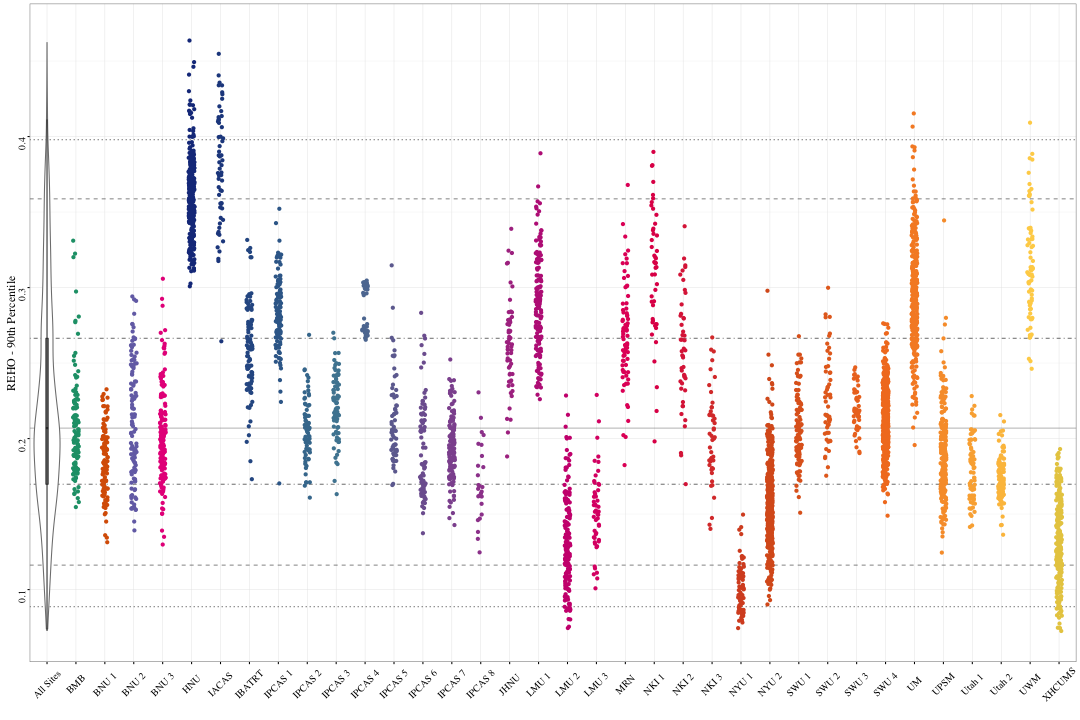 REHO - 90th Percentile
0.4
0.3
0.2
0.1
All Sites
BMB
BNU 1
BNU 2
BNU 3
HNU
IACAS
IBATRT
IPCAS 1
IPCAS 2
IPCAS 3
IPCAS 4
IPCAS 5
IPCAS 6
IPCAS 7
IPCAS 8
JHNU
LMU 1
LMU 2
LMU 3
MRN
NKI 1
NKI 2
NKI 3
NYU 1
NYU 2
SWU 1
SWU 2
SWU 3
SWU 4
UM
UPSM
Utah 1
Utah 2
UWM
XHCUMS